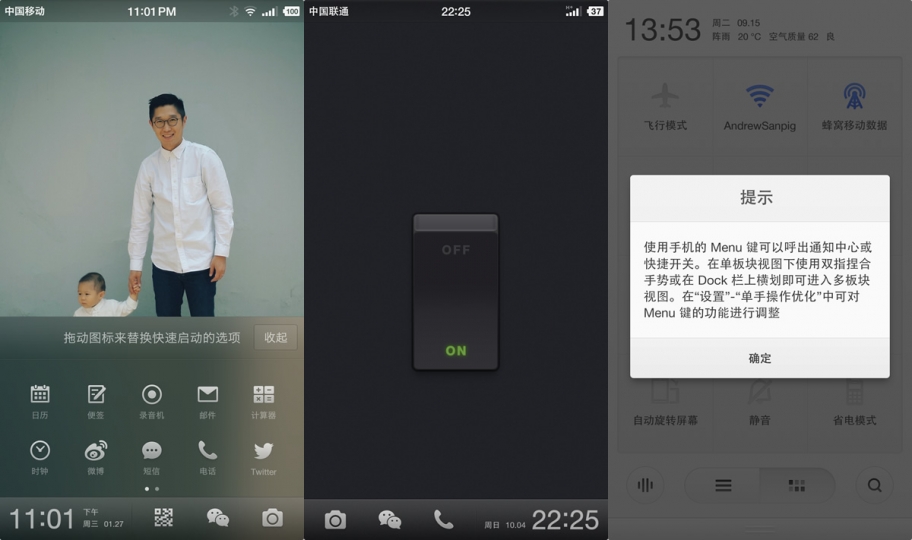 中国移动
11:01 PM
100
拖动图标来替换快速启动的选项
收起
日历
便签
录音机
邮件
计算器
时钟
微博
短信
电话
Twitter
11:01
下午
周三 01.27
中国联通
22:25
H+
37
OFF
ON
周日 10.04
22:25
13:53
周二 09.15
阵雨 20 °C 空气质量 62 良
飞行模式
AndrewSanpig
蜂窝移动数据
提示
使用手机的 Menu 键可以呼出通知中心或
快捷开关。在单板块视图下使用双指捏合
手势或在 Dock 栏上横划即可进入多板块
视图。在“设置”-“单手操作优化”中可对
Menu 键的功能进行调整
确定
自动旋转屏幕
静音
省电模式